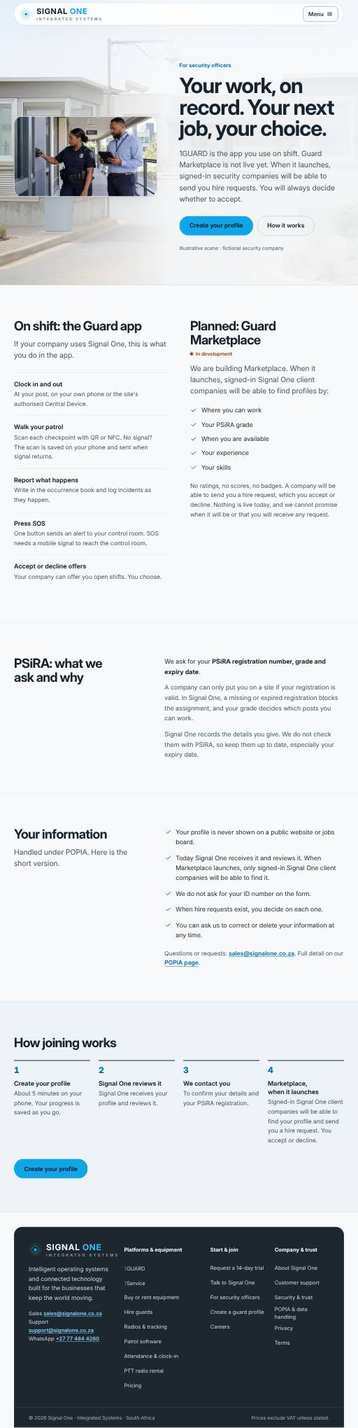 SIGNAL ONE
INTEGRATED SYSTEMS
Menu
For security officers
Your work, on
record. Your next
job, your choice.
1GUARD is the app you use on shift. Guard
Marketplace is not live yet. When it launches,
signed-in security companies will be able to
send you hire requests. You will always decide
whether to accept.
Create your profile
How it works
Illustrative scene · fictional security company
On shift: the Guard app
If your company uses Signal One, this is what
you do in the app.
Clock in and out
At your post, on your own phone or the site's
authorised Central Device.
Walk your patrol
Scan each checkpoint with QR or NFC. No signal?
The scan is saved on your phone and sent when
signal returns.
Report what happens
Write in the occurrence book and log incidents as
they happen.
Press SOS
One button sends an alert to your control room. SOS
needs a mobile signal to reach the control room.
Accept or decline offers
Your company can offer you open shifts. You choose.
Planned: Guard
Marketplace
In development
We are building Marketplace. When it
launches, signed-in Signal One client
companies will be able to find profiles by:
Where you can work
Your PSiRA grade
When you are available
Your experience
Your skills
No ratings, no scores, no badges. A company will be
able to send you a hire request, which you accept or
decline. Nothing is live today, and we cannot promise
when it will be or that you will receive any request.
PSiRA: what we
ask and why
We ask for your PSiRA registration number, grade and
expiry date.
A company can only put you on a site if your registration is
valid. In Signal One, a missing or expired registration blocks
the assignment, and your grade decides which posts you
can work.
Signal One records the details you give. We do not check
them with PSiRA, so keep them up to date, especially your
expiry date.
Your information
Handled under POPIA. Here is the
short version.
Your profile is never shown on a public website or jobs
board.
Today Signal One receives it and reviews it. When
Marketplace launches, only signed-in Signal One client
companies will be able to find it.
We do not ask for your ID number on the form.
When hire requests exist, you decide on each one.
You can ask us to correct or delete your information at
any time.
Questions or requests: sales@signalone.co.za. Full detail on our
POPIA page.
How joining works
1
Create your profile
About 5 minutes on your
phone. Your progress is
saved as you go.
2
Signal One reviews it
Signal One receives your
profile and reviews it.
3
We contact you
To confirm your details and
your PSiRA registration.
4
Marketplace,
when it launches
Signed-in Signal One client
companies will be able to
find your profile and send
you a hire request. You
accept or decline.
Create your profile
SIGNAL ONE
INTEGRATED SYSTEMS
Intelligent operating systems
and connected technology
built for the businesses that
keep the world moving.
Sales sales@signalone.co.za
Support
support@signalone.co.za
WhatsApp +27 77 484 4260
Platforms & equipment
1GUARD
1Service
Buy or rent equipment
Hire guards
Radios & tracking
Patrol software
Attendance & clock-in
PTT radio rental
Pricing
Start & join
Request a 14-day trial
Talk to Signal One
For security officers
Create a guard profile
Careers
Company & trust
About Signal One
Customer support
Security & trust
POPIA & data
handling
Privacy
Terms
© 2026 Signal One · Integrated Systems · South Africa
Prices exclude VAT unless stated.